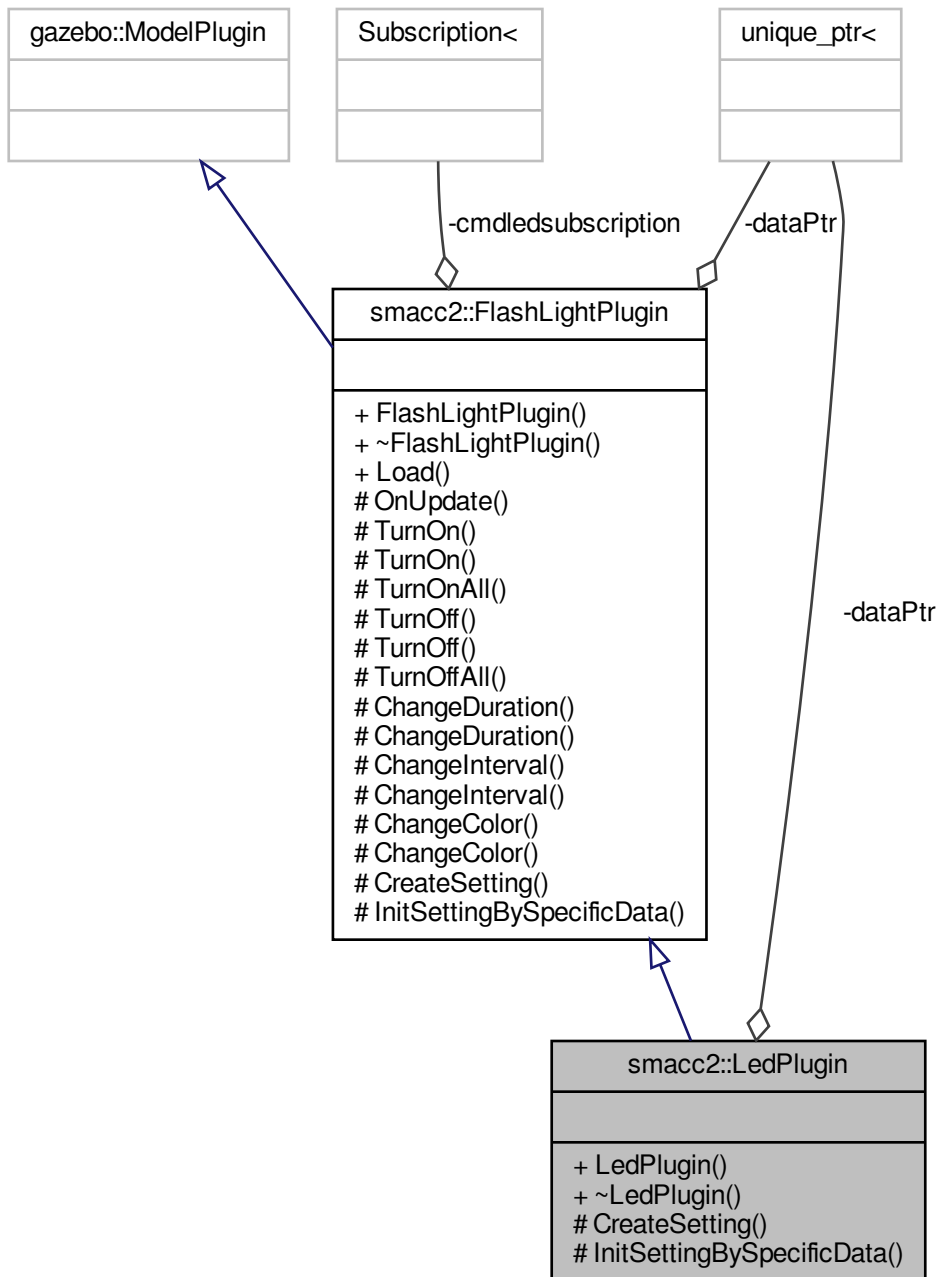 gazebo::ModelPlugin
Subscription<
unique_ptr<
-cmdledsubscription
-dataPtr
smacc2::FlashLightPlugin
+ FlashLightPlugin()
+ ~FlashLightPlugin()
+ Load()
# OnUpdate()
# TurnOn()
# TurnOn()
# TurnOnAll()
# TurnOff()
# TurnOff()
# TurnOffAll()
# ChangeDuration()
# ChangeDuration()
# ChangeInterval()
# ChangeInterval()
# ChangeColor()
# ChangeColor()
# CreateSetting()
# InitSettingBySpecificData()
-dataPtr
smacc2::LedPlugin
+ LedPlugin()
+ ~LedPlugin()
# CreateSetting()
# InitSettingBySpecificData()